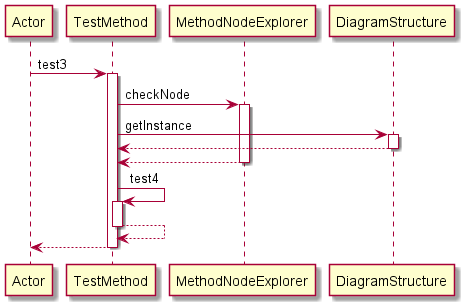 Actor TestMethod MethodNodeExplorer DiagramStructure
test3
checkNode
getInstance
test4
Actor TestMethod MethodNodeExplorer DiagramStructure